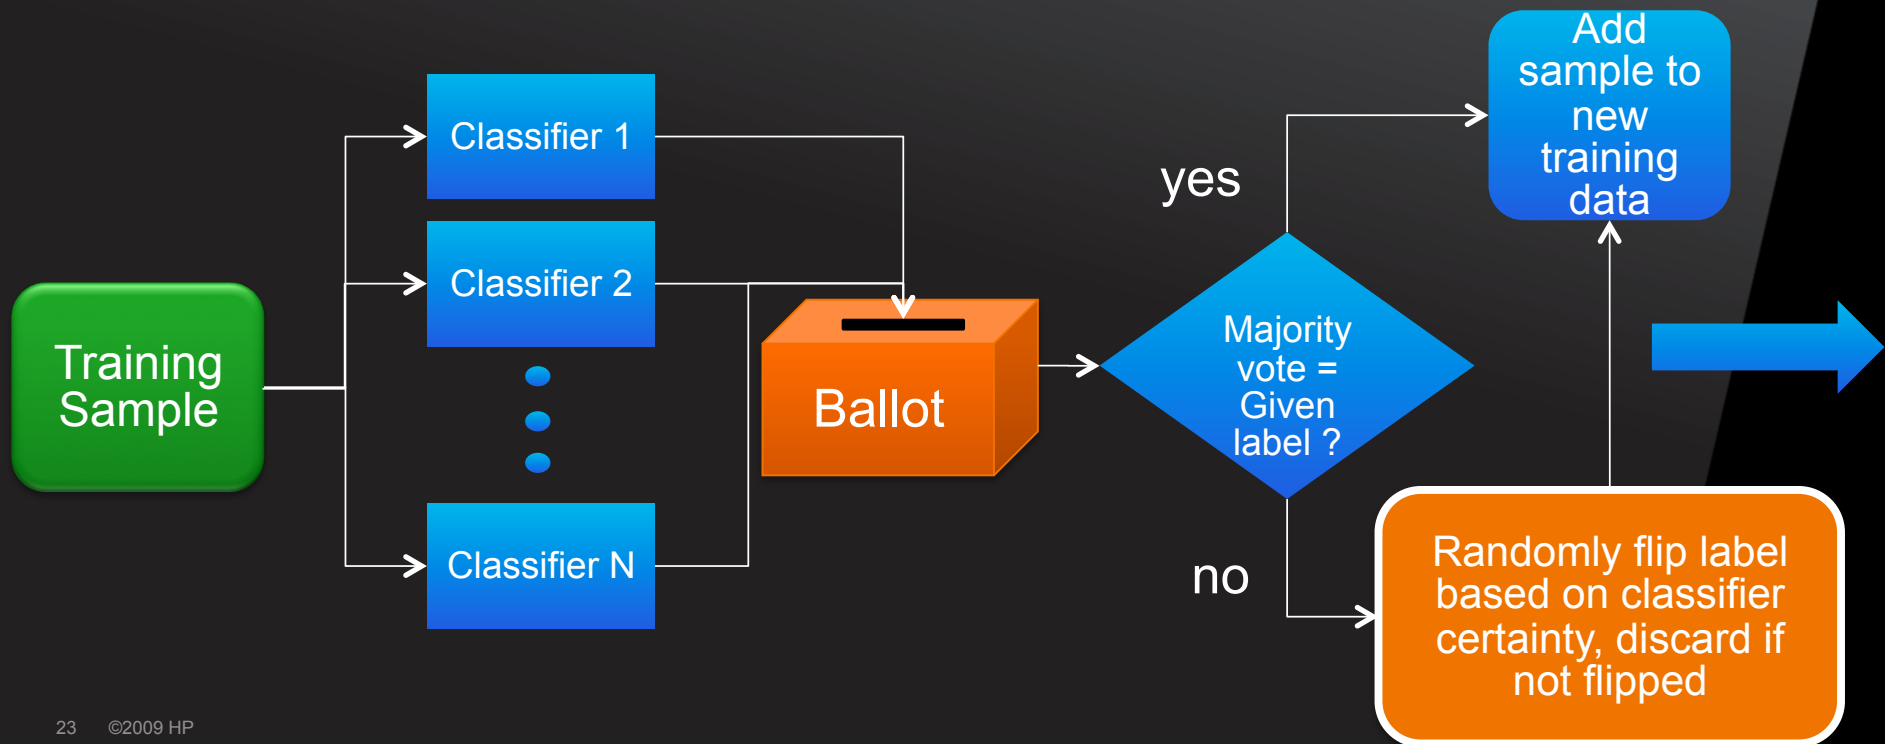 Training
Sample
Classifier 1
Classifier 2
Classifier N
Ballot
Majority
vote =
Given
label ?
yes
no
Add
sample to
new
training
data
Randomly flip label
based on classifier
certainty, discard if
not flipped
23 ©2009 HP